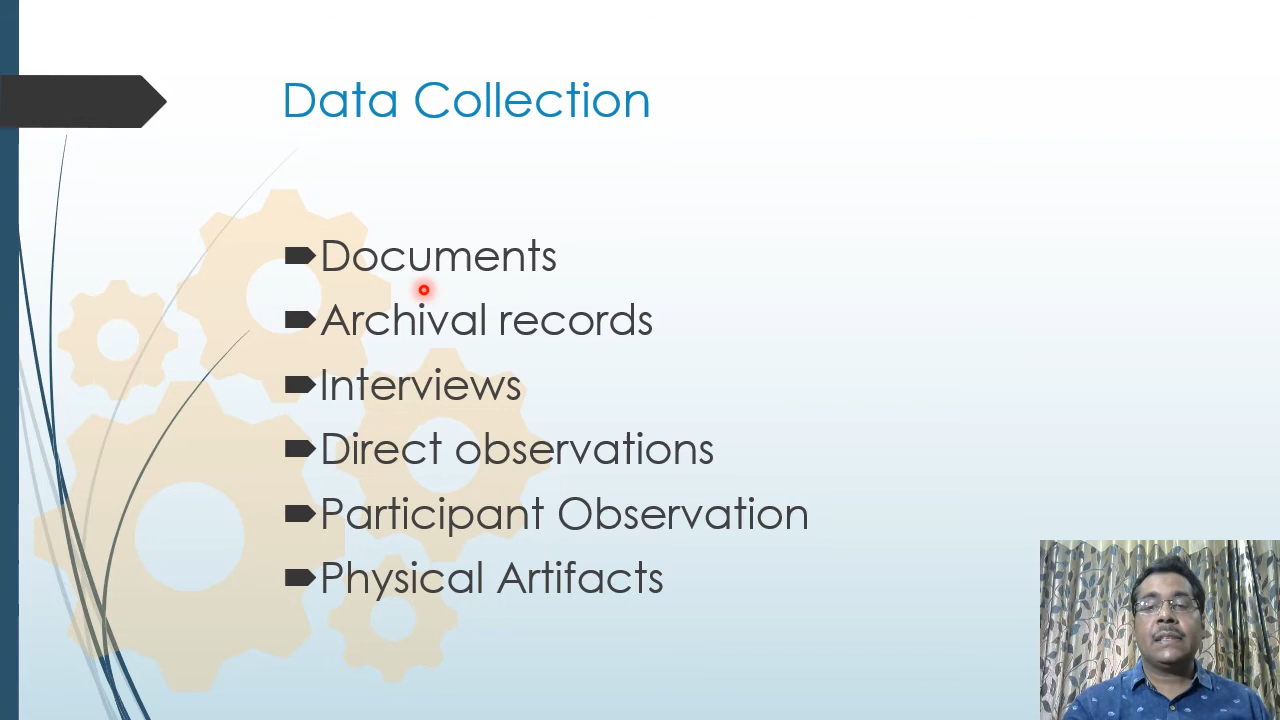 Data Collection
Documents
Archival records
Interviews
Direct observations
Participant Observation
Physical Artifacts